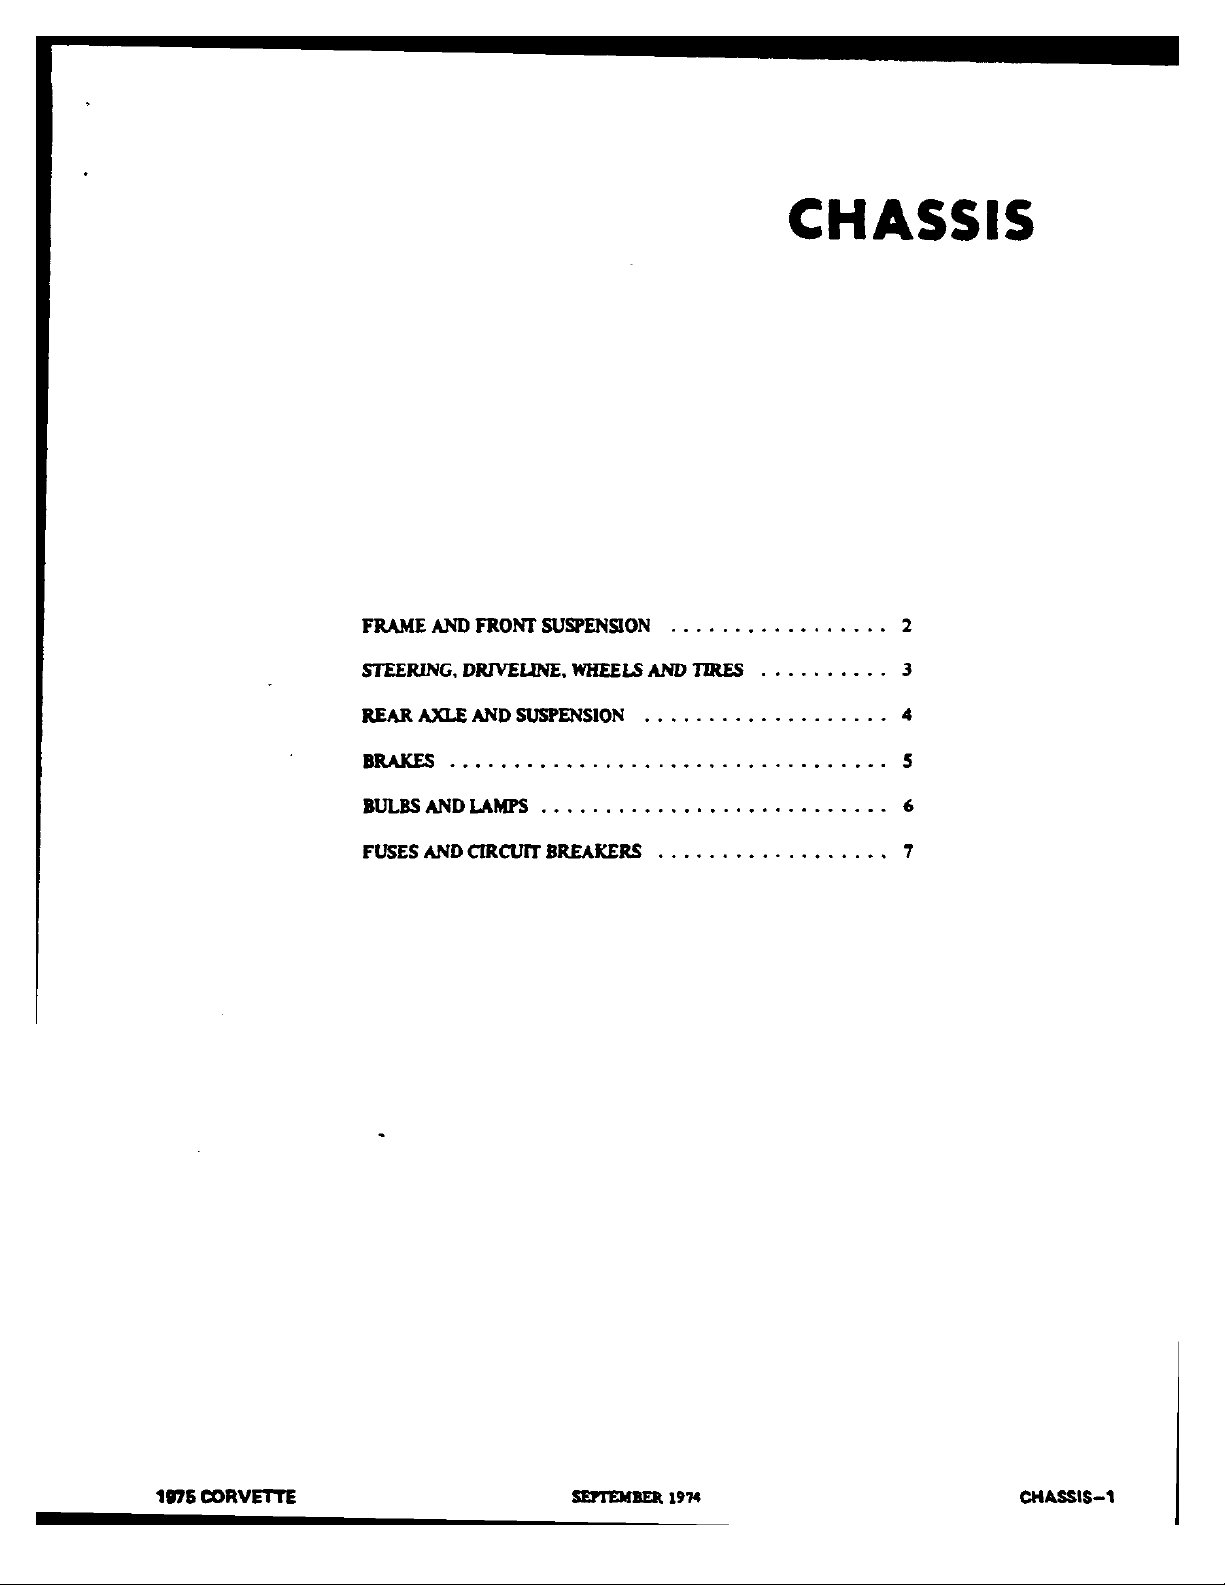 CHASSIS
FRAME AND FRONT SUSPENSION ................. 2
STEERING, DRIVELINE, WHEELS AND TIRES .......... 3
REAR AXLE AND SUSPENSION ................... 4
BRAKES .................................. 5
BULBS AND LAMPS ........................... 6
FUSES AND CIRCUIT BREAKERS .................. 7
1975 CORVETTE SEPTEMBER 1974 CHASSIS–1